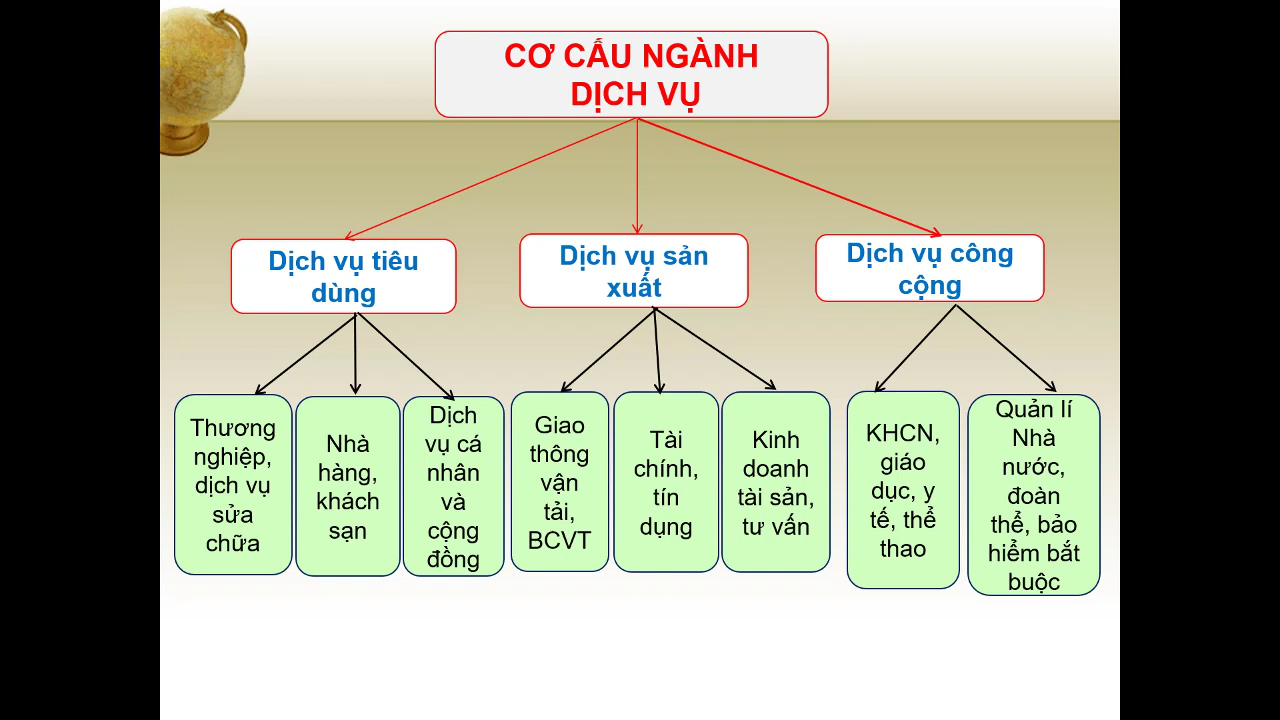 CƠ CẤU NGÀNH
DỊCH VỤ
Dịch vụ tiêu
dùng
Dịch vụ sản
xuất
Dịch vụ công
cộng
Thương
nghiệp,
dịch vụ
sửa
chữa
Nhà
hàng,
khách
sạn
Dịch
vụ cá
nhân
và
cộng
đồng
Giao
thông
vận
tải,
BCVT
Tài
chính,
tín
dụng
Kinh
doanh
tài sản,
tư vấn
KHCN,
giáo
dục, y
tế, thể
thao
Quản lí
Nhà
nước,
đoàn
thể, bảo
hiểm bắt
buộc